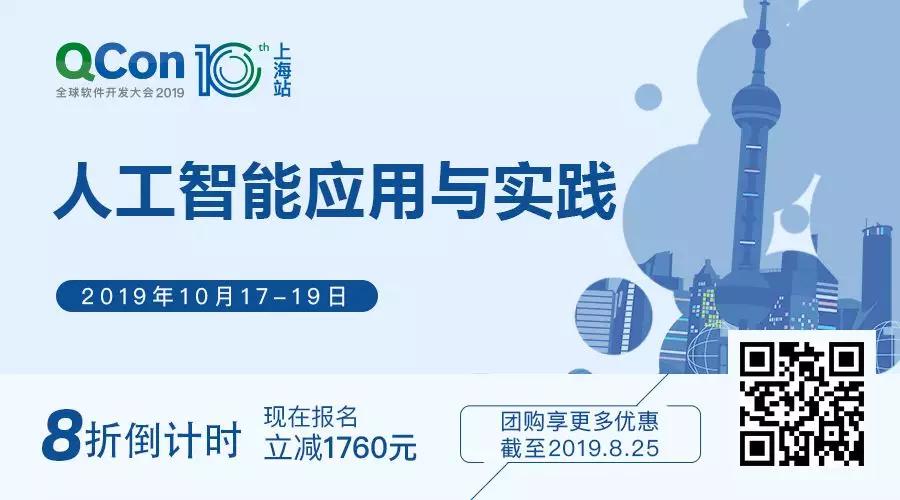 QCon 10th 上海站
全球软件开发大会2019
人工智能应用与实践
2019年10月17-19日
8折倒计时
现在报名
立减1760元
团购享更多优惠
截至2019.8.25